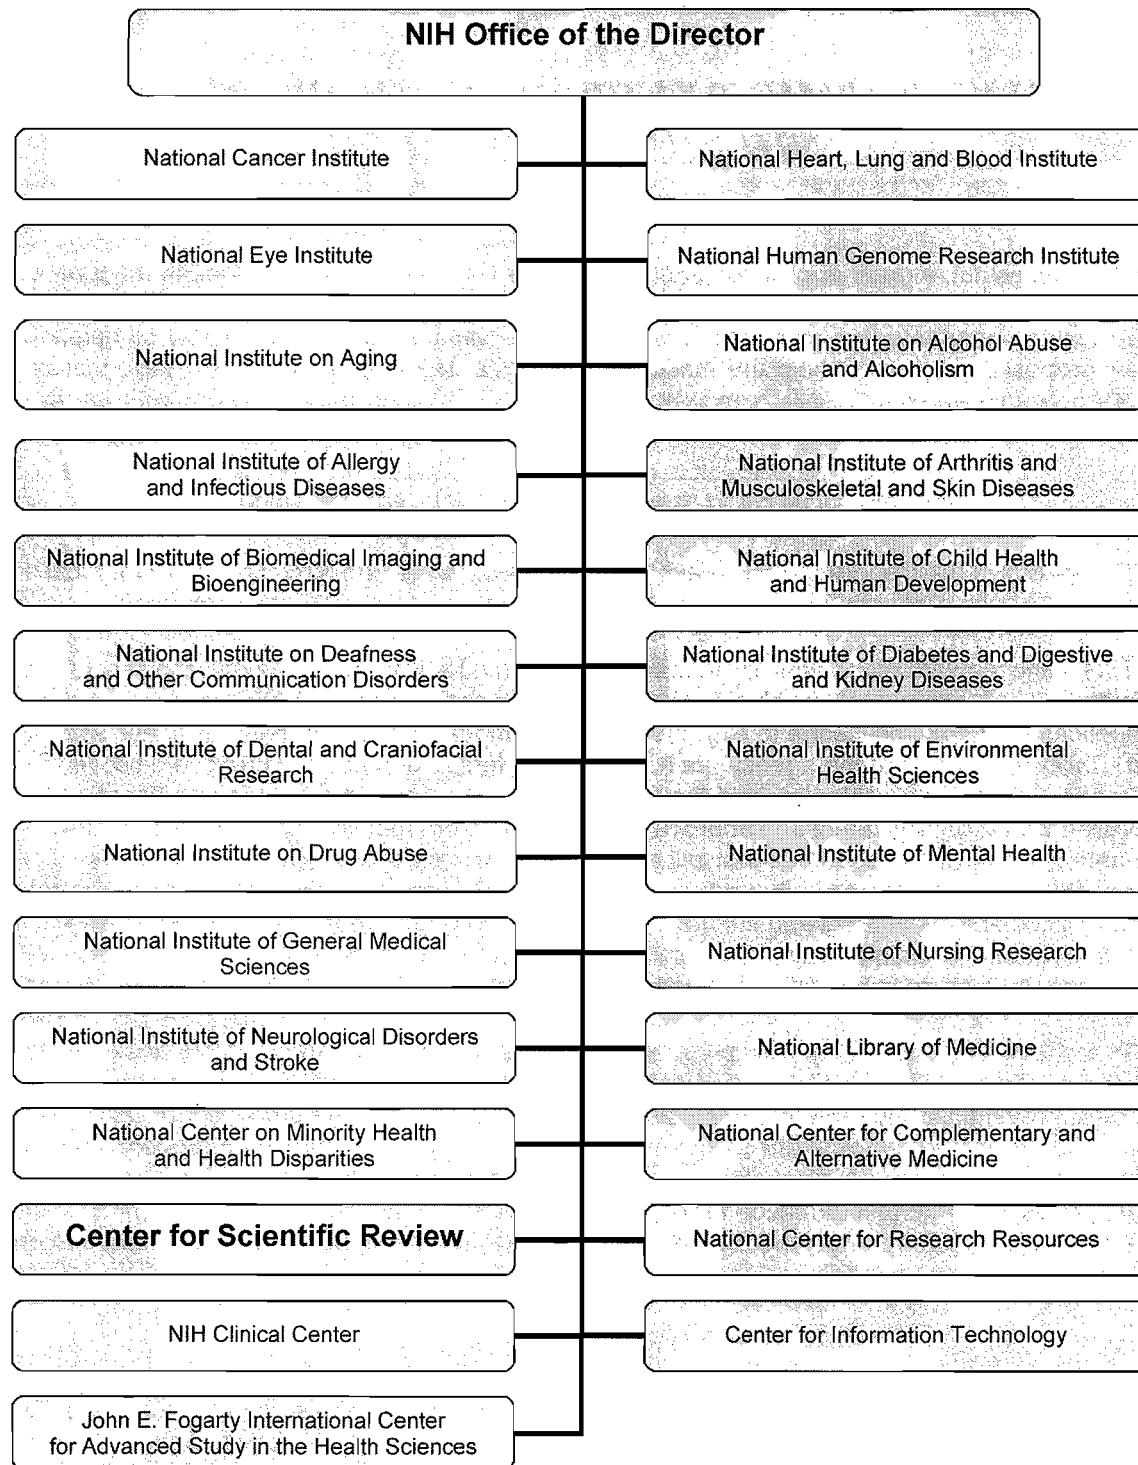 NIH Office of the Director
National Cancer Institute
National Heart, Lung and Blood Institute
National Eye Institute
National Human Genome Research Institute
National Institute on Aging
National Institute on Alcohol Abuse
and Alcoholism
National Institute of Allergy
and Infectious Diseases
National Institute of Arthritis and
Musculoskeletal and Skin Diseases
National Institute of Biomedical Imaging and
Bioengineering
National Institute of Child Health
and Human Development
National Institute on Deafness
and Other Communication Disorders
National Institute of Diabetes and Digestive
and Kidney Diseases
National Institute of Dental and Craniofacial
Research
National Institute of Environmental
Health Sciences
National Institute on Drug Abuse
National Institute of Mental Health
National Institute of General Medical
Sciences
National Institute of Nursing Research
National Institute of Neurological Disorders
and Stroke
National Library of Medicine
National Center on Minority Health
and Health Disparities
National Center for Complementary and
Alternative Medicine
Center for Scientific Review
National Center for Research Resources
NIH Clinical Center
Center for Information Technology
John E. Fogarty International Center
for Advanced Study in the Health Sciences